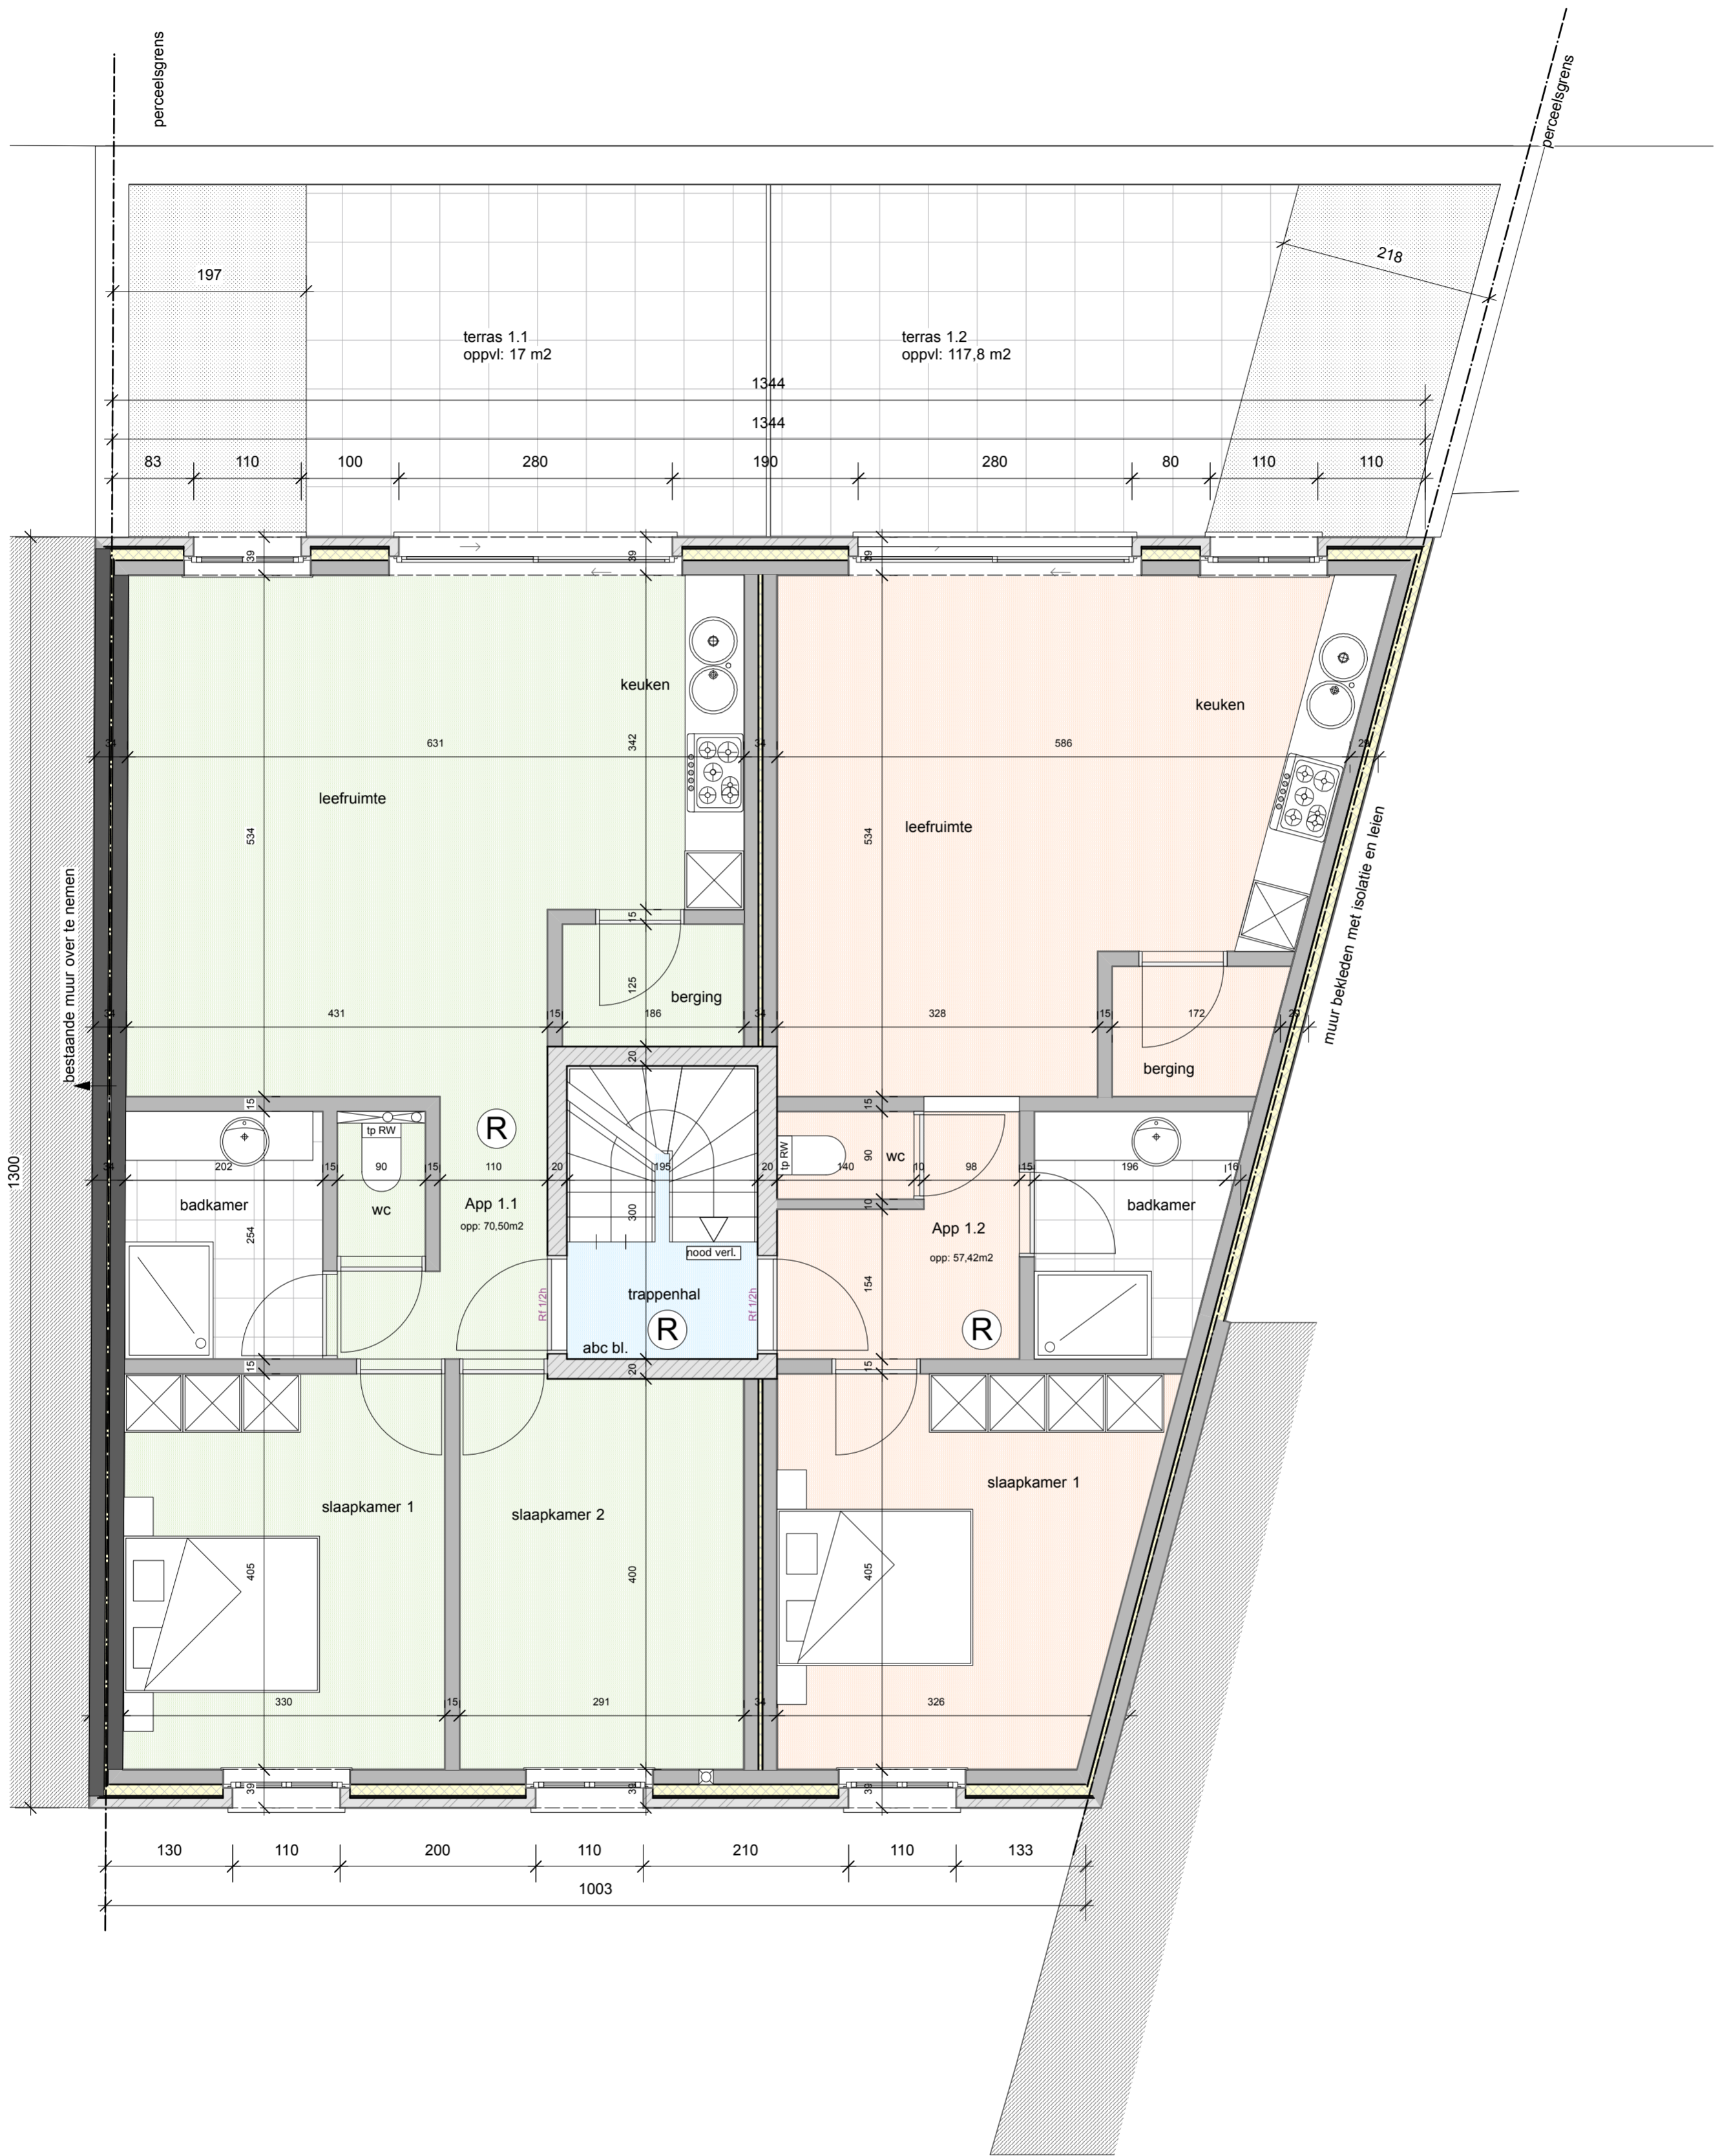 perceelsgrens
perceelsgrens
197
218
terras 1.1
oppvl: 17 m2
terras 1.2
oppvl: 117,8 m2
1344
1344
83
110
100
280
190
280
80
110
110
39
39
39
keuken
keuken
34
631
342
34
586
leefruimte
leefruimte
534
534
muur bekleden met isolatie en leien
bestaande muur over te nemen
15
125
berging
34
431
15
186
34
328
15
172
berging
20
15
15
R
tp RW
tp RW
90
wc
1300
34
202
15
90
15
110
20
195
20
140
10
98
15
196
16
badkamer
wc
App 1.1
opp: 70,50m2
254
300
10
badkamer
App 1.2
opp: 57,42m2
nood verl.
154
trappenhal
Rf 1/2h
Rf 1/2h
R
R
abc bl.
15
20
15
slaapkamer 1
slaapkamer 2
slaapkamer 1
405
400
405
330
15
291
34
326
39
39
39
130
110
200
110
210
110
133
1003